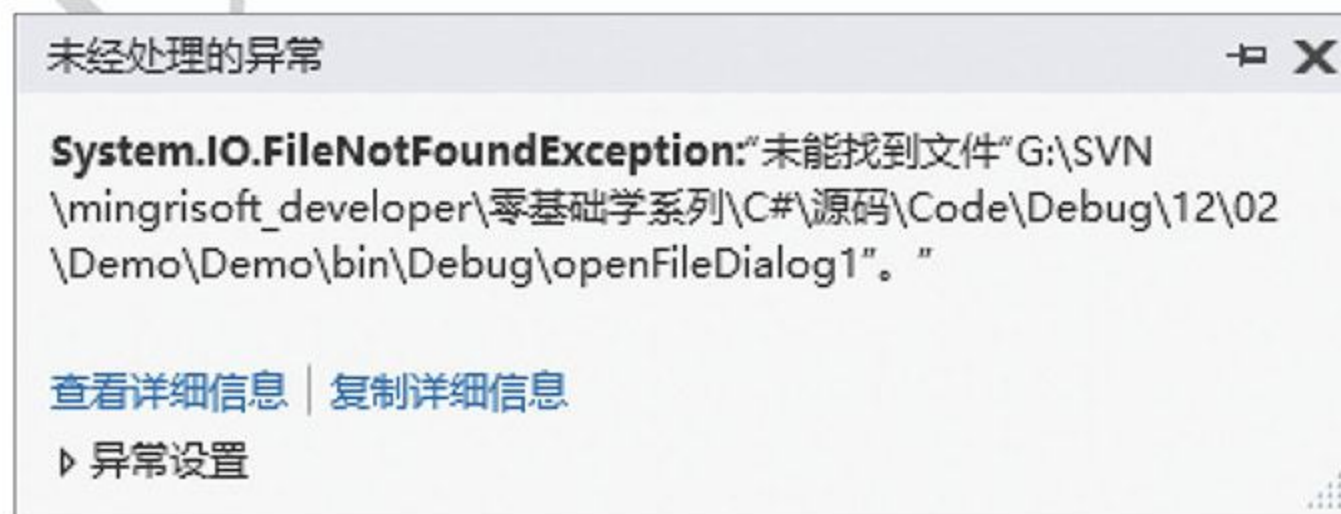 未经处理的异常
System.IO.FileNotFoundException:“未能找到文件“G:\SVN
\mingrisoft_developer\零基础学系列\C#\源码\Code\Debug\12\02
\Demo\Demo\bin\Debug\openFileDialog1”。”
查看详细信息 | 复制详细信息
异常设置